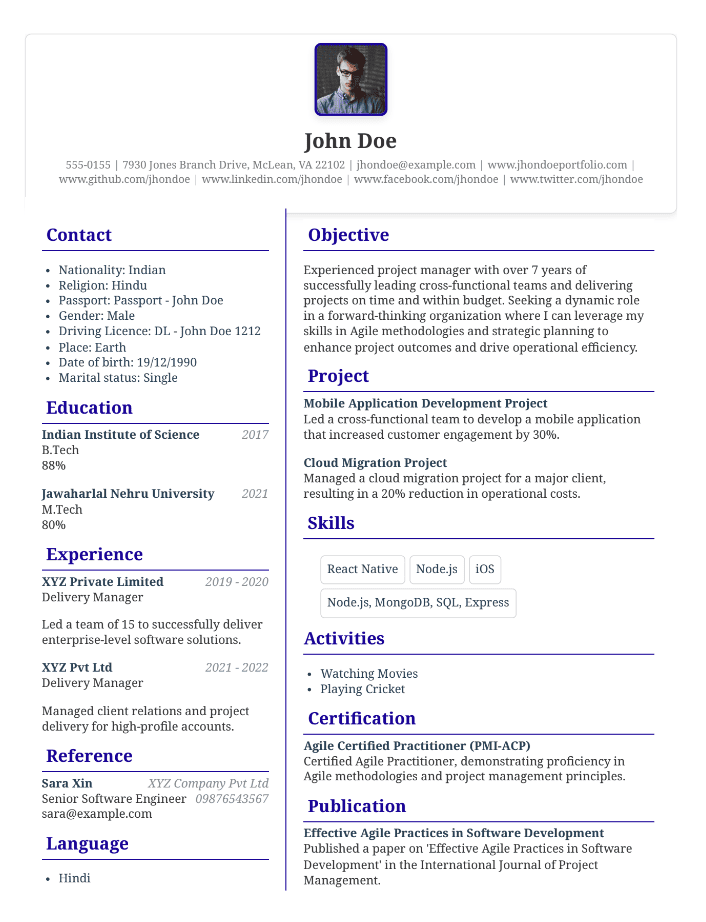 John Doe
555-0155 | 7930 Jones Branch Drive, McLean, VA 22102 | jhondoe@example.com | www.jhondoeportfolio.com |
www.github.com/jhondoe | www.linkedin.com/jhondoe | www.facebook.com/jhondoe | www.twitter.com/jhondoe
Contact
• Nationality: Indian
• Religion: Hindu
• Passport: Passport - John Doe
• Gender: Male
• Driving Licence: DL - John Doe 1212
• Place: Earth
• Date of birth: 19/12/1990
• Marital status: Single
Education
Indian Institute of Science 2017
B.Tech
88%
Jawaharlal Nehru University 2021
M.Tech
80%
Experience
XYZ Private Limited 2019 - 2020
Delivery Manager
Led a team of 15 to successfully deliver
enterprise-level software solutions.
XYZ Pvt Ltd 2021 - 2022
Delivery Manager
Managed client relations and project
delivery for high-profile accounts.
Reference
Sara Xin XYZ Company Pvt Ltd
Senior Software Engineer 09876543567
sara@example.com
Language
• Hindi
Objective
Experienced project manager with over 7 years of
successfully leading cross-functional teams and delivering
projects on time and within budget. Seeking a dynamic role
in a forward-thinking organization where I can leverage my
skills in Agile methodologies and strategic planning to
enhance project outcomes and drive operational efficiency.
Project
Mobile Application Development Project
Led a cross-functional team to develop a mobile application
that increased customer engagement by 30%.
Cloud Migration Project
Managed a cloud migration project for a major client,
resulting in a 20% reduction in operational costs.
Skills
React Native Node.js iOS
Node.js, MongoDB, SQL, Express
Activities
• Watching Movies
• Playing Cricket
Certification
Agile Certified Practitioner (PMI-ACP)
Certified Agile Practitioner, demonstrating proficiency in
Agile methodologies and project management principles.
Publication
Effective Agile Practices in Software Development
Published a paper on 'Effective Agile Practices in Software
Development' in the International Journal of Project
Management.